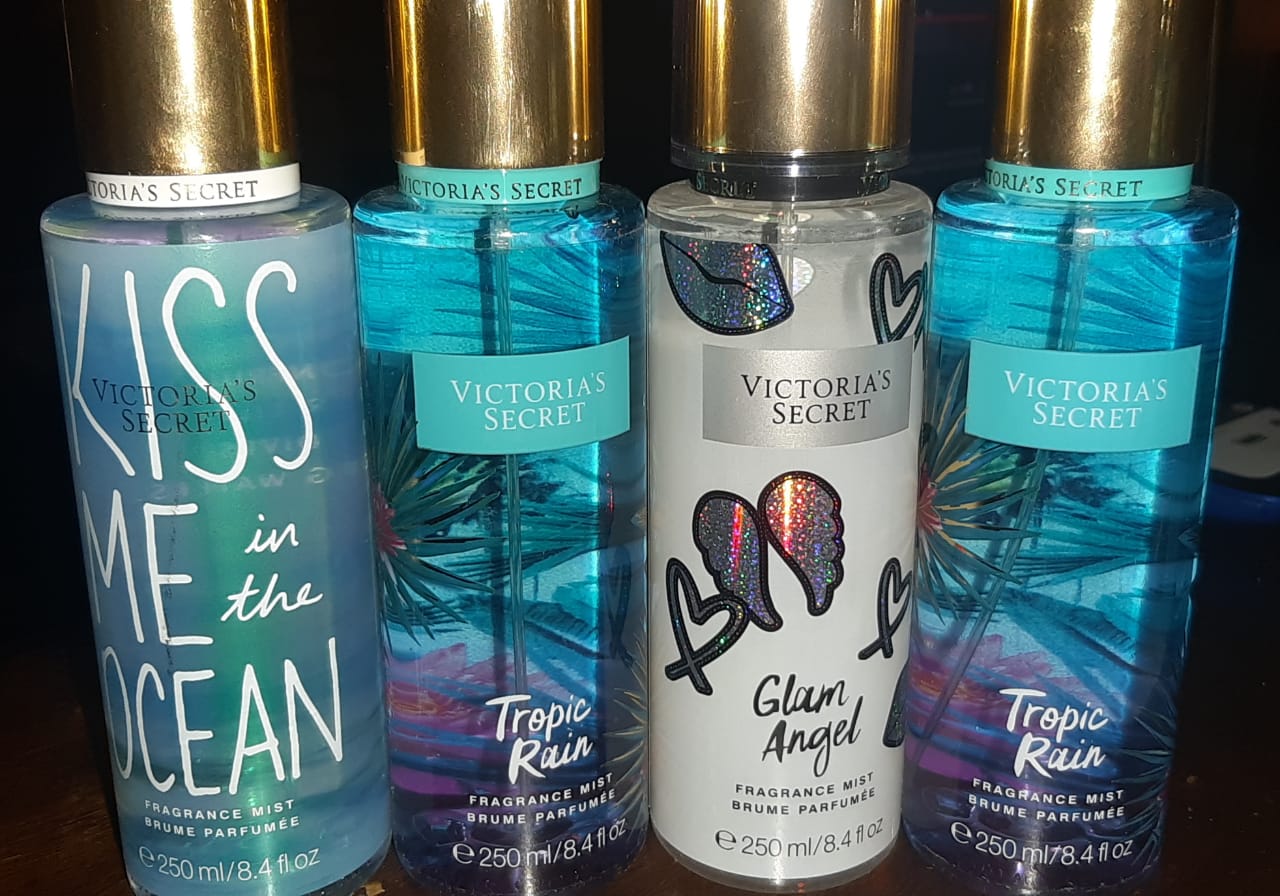 TORIA'S SECRET
KISS
VICTORIA'S
SECRET
ME in
the
OCEAN
FRAGRANCE MIST
BRUME PARFUMÉE
℮ 250 ml/8.4 fl oz
VICTORIA'S SECRET
VICTORIA'S
SECRET
Tropic
Rain
FRAGRANCE MIST
BRUME PARFUMÉE
℮ 250 ml/8.4 fl oz
SECRET
VICTORIA'S
SECRET
Glam
Angel
FRAGRANCE MIST
BRUME PARFUMÉE
℮ 250 ml/8.4 fl oz
TORIA'S SECRET
VICTORIA'S
SECRET
Tropic
Rain
FRAGRANCE MIST
BRUME PARFUMÉE
℮ 250 ml/8.4 fl oz